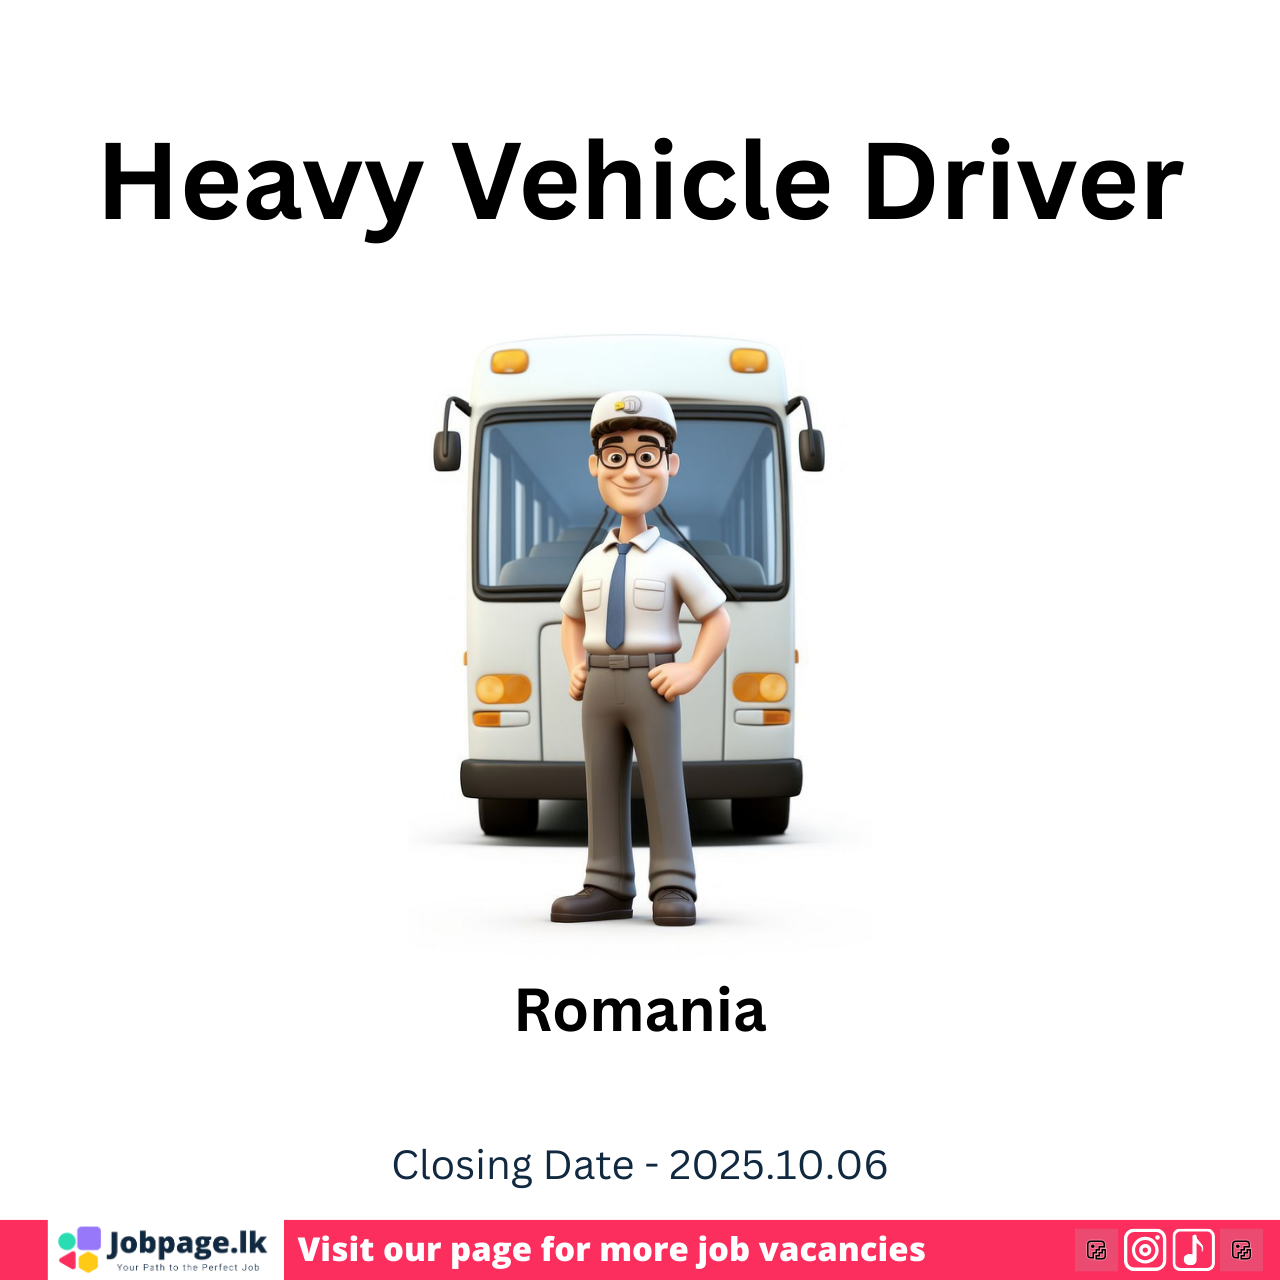 Heavy Vehicle Driver
Romania
Closing Date - 2025.10.06
Jobpage.lk
Your Path to the Perfect Job
Visit our page for more job vacancies